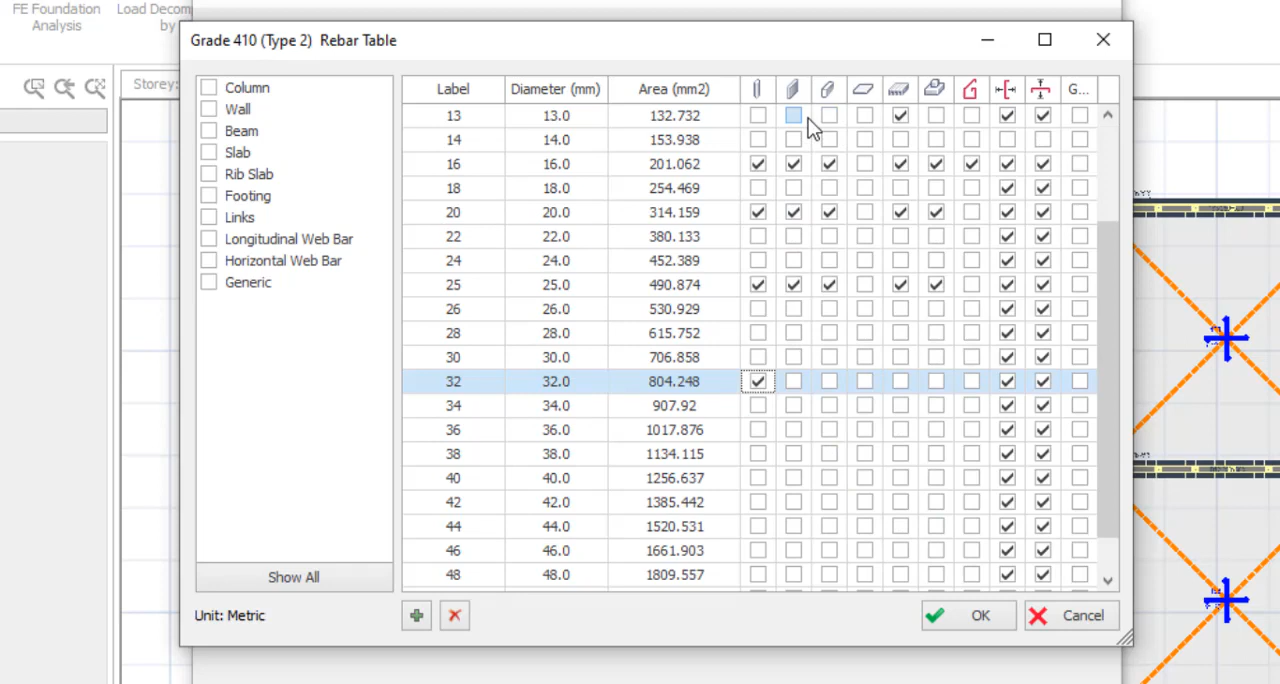 FE Foundation Load Decom
Analysis by
Grade 410 (Type 2) Rebar Table
Storey:
Column
Wall
Beam
Slab
Rib Slab
Footing
Links
Longitudinal Web Bar
Horizontal Web Bar
Generic
Show All
Label Diameter (mm) Area (mm2) G...
13 13.0 132.732
14 14.0 153.938
16 16.0 201.062
18 18.0 254.469
20 20.0 314.159
22 22.0 380.133
24 24.0 452.389
25 25.0 490.874
26 26.0 530.929
28 28.0 615.752
30 30.0 706.858
32 32.0 804.248
34 34.0 907.92
36 36.0 1017.876
38 38.0 1134.115
40 40.0 1256.637
42 42.0 1385.442
44 44.0 1520.531
46 46.0 1661.903
48 48.0 1809.557
Unit: Metric
OK Cancel